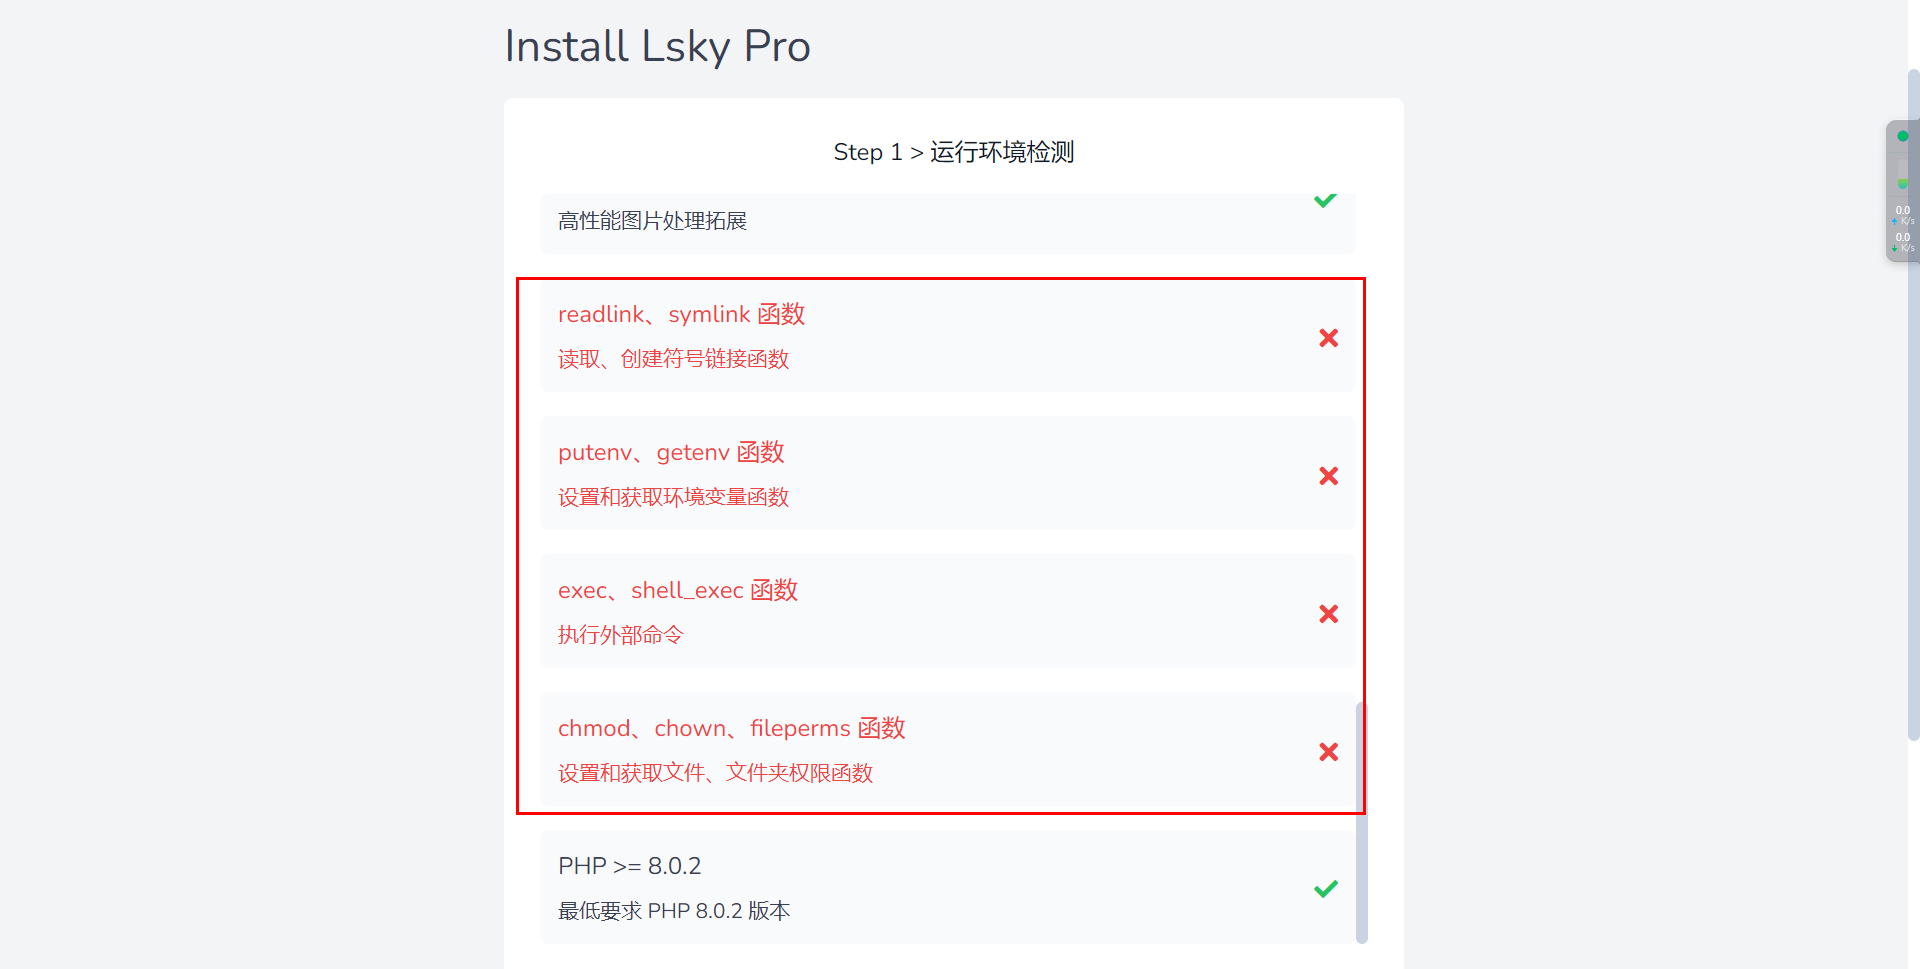 Install Lsky Pro
Step 1 > 运行环境检测
高性能图片处理拓展
readlink、symlink 函数
读取、创建符号链接函数
putenv、getenv 函数
设置和获取环境变量函数
exec、shell_exec 函数
执行外部命令
chmod、chown、fileperms 函数
设置和获取文件、文件夹权限函数
PHP >= 8.0.2
最低要求 PHP 8.0.2 版本
0.0
K/s
0.0
K/s